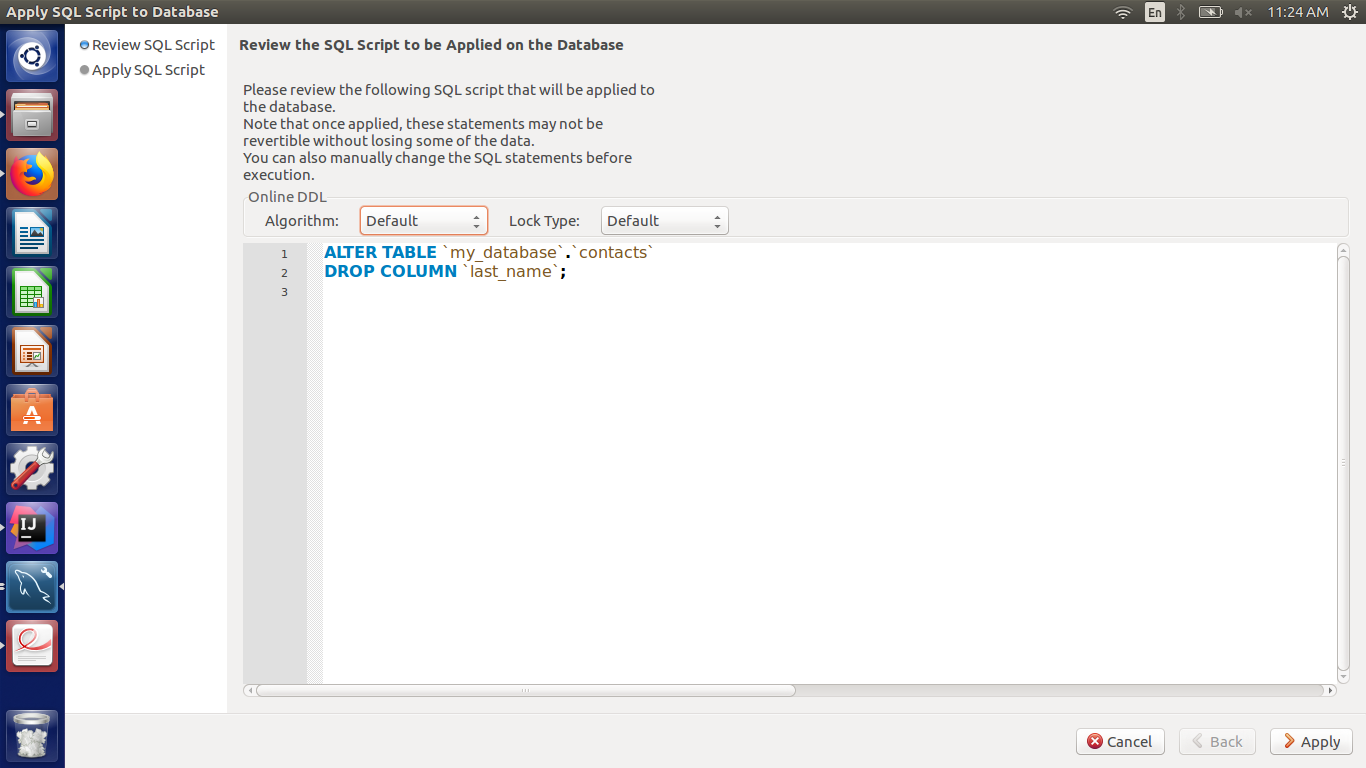 Apply SQL Script to Database
En
11:24 AM
Review SQL Script
Apply SQL Script
Review the SQL Script to be Applied on the Database
Please review the following SQL script that will be applied to
the database.
Note that once applied, these statements may not be
revertible without losing some of the data.
You can also manually change the SQL statements before
execution.
Online DDL
Algorithm: Default Lock Type: Default
1 ALTER TABLE `my_database`.`contacts`
2 DROP COLUMN `last_name`;
3
A
IJ
Cancel Back Apply